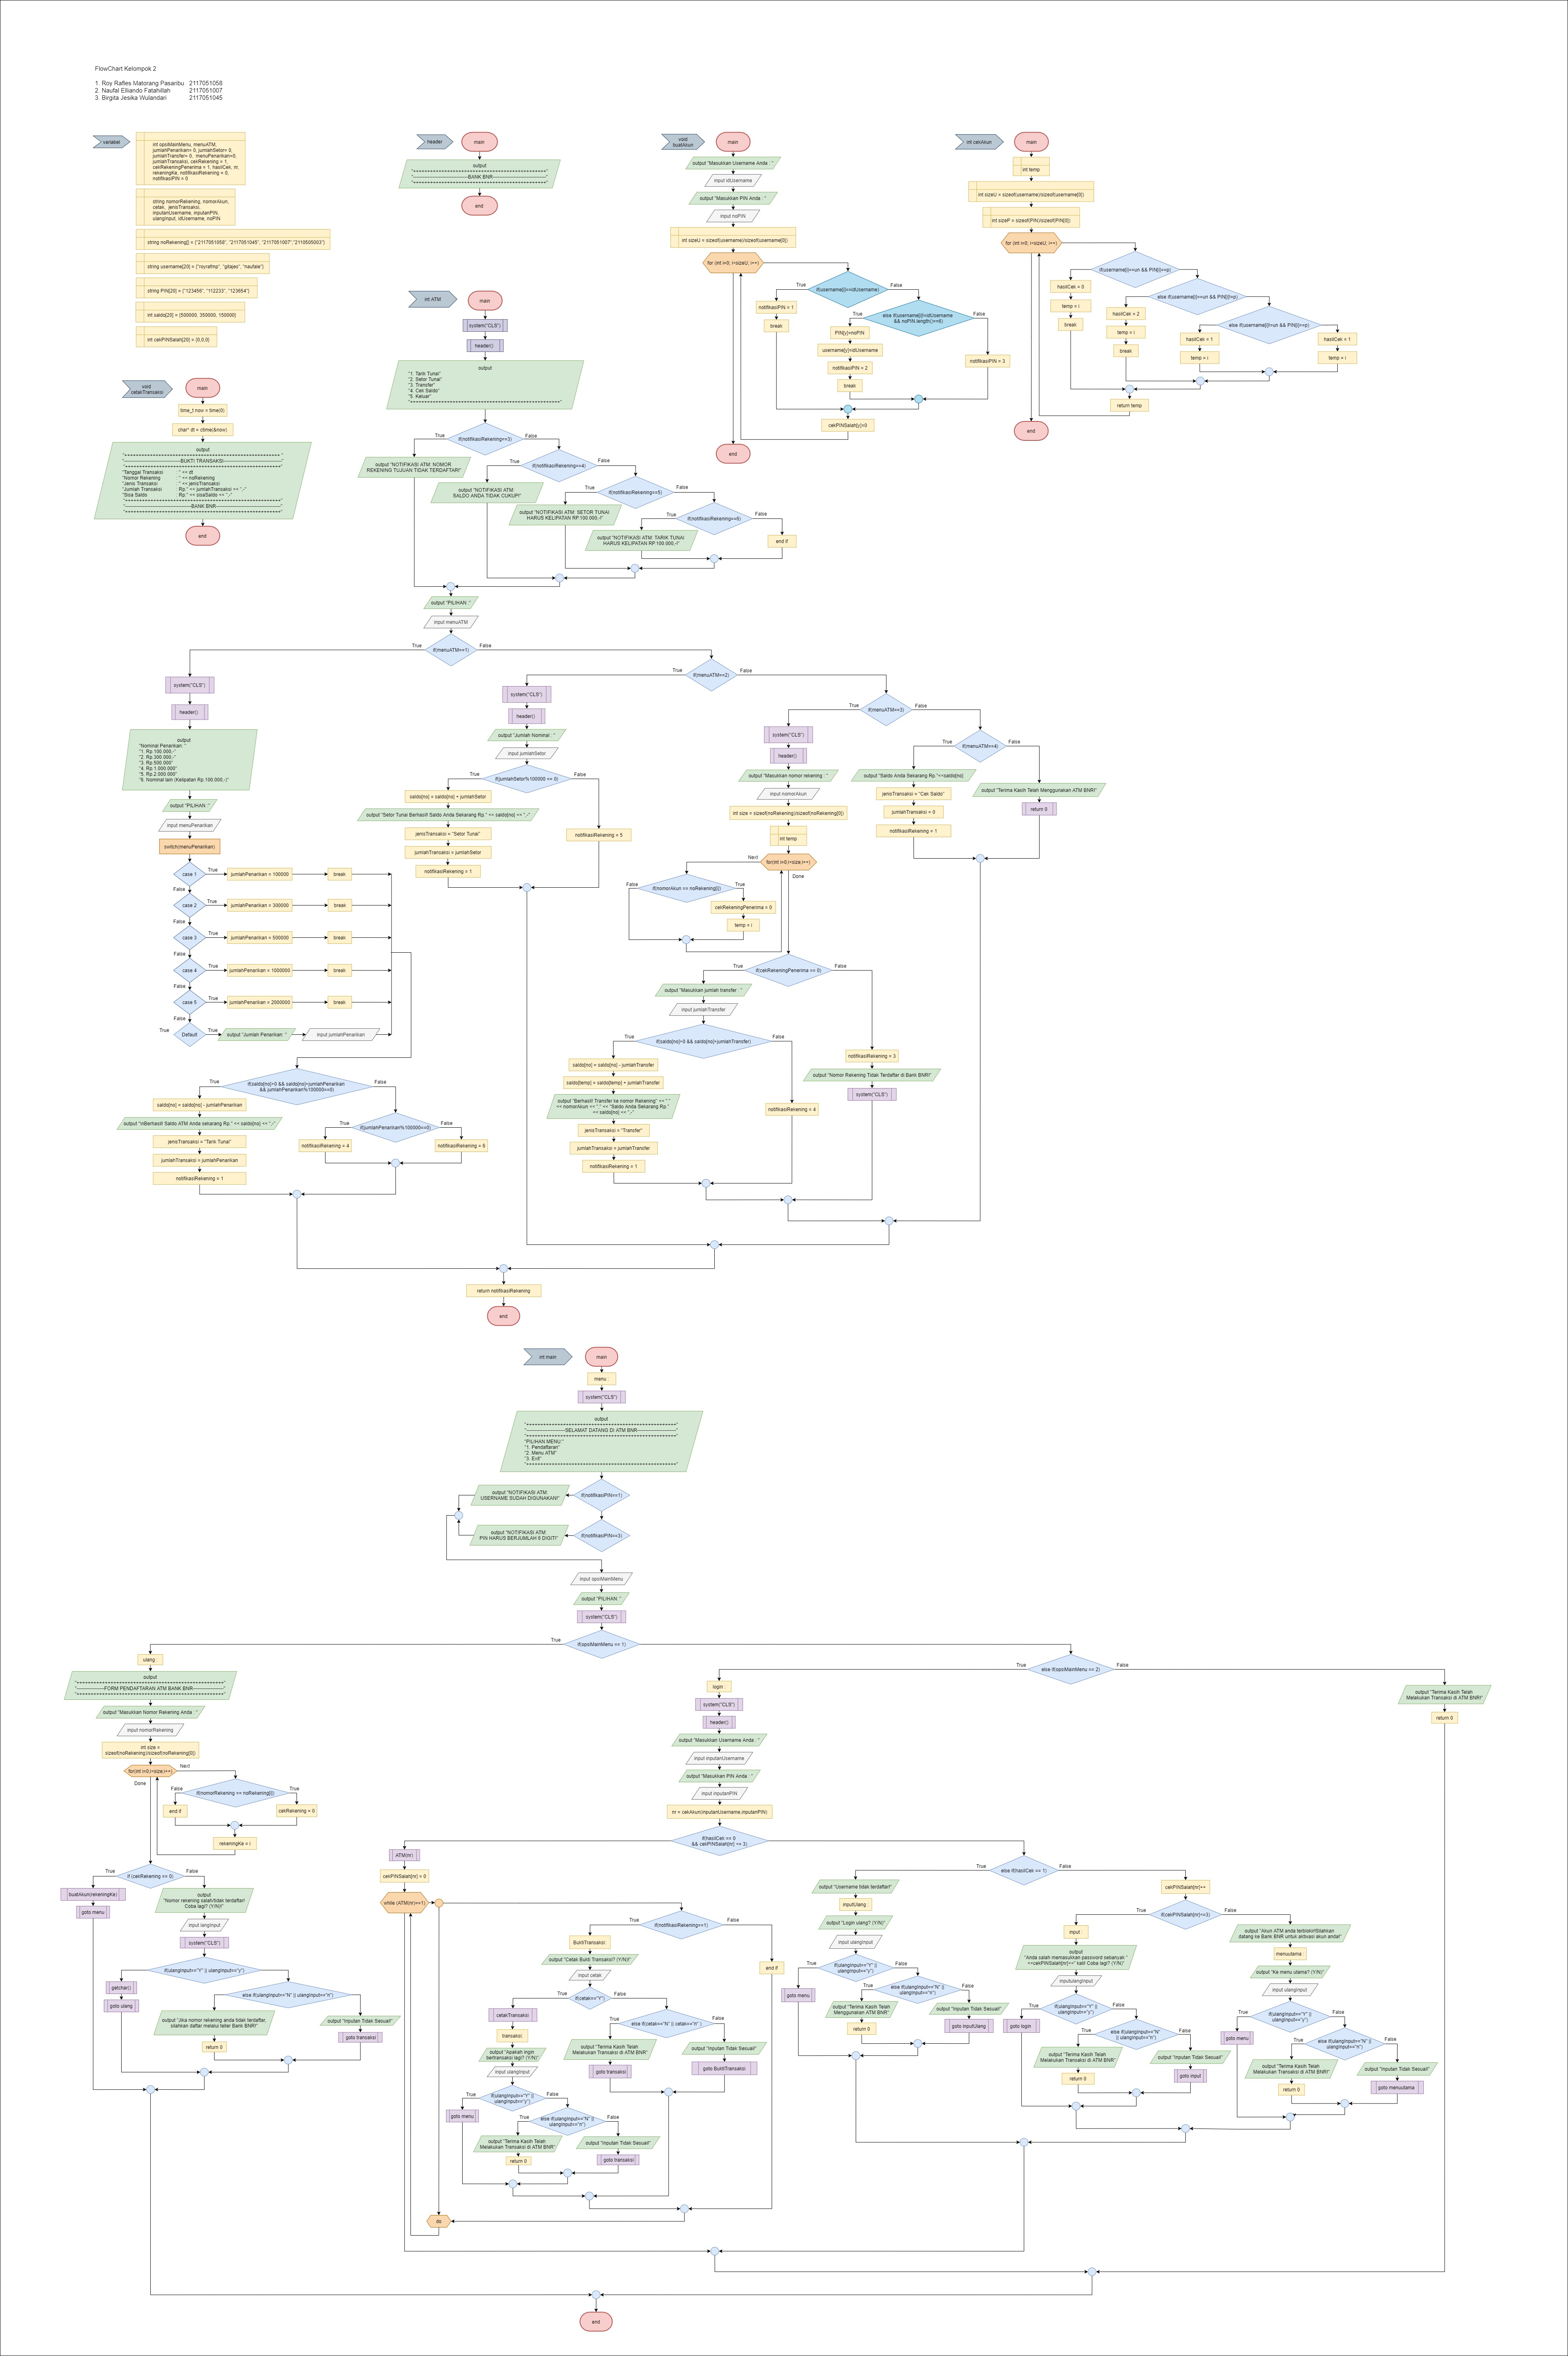 FlowChart Kelompok 2
1. Roy Rafles Matorang Pasaribu 2117051058
2. Naufal Elliando Fatahillah 2117051007
3. Birgita Jesika Wulandari 2117051045
variabel
int opsiMainMenu, menuATM,
jumlahPenarikan= 0, jumlahSetor= 0,
jumlahTransfer= 0, menuPenarikan=0,
jumlahTransaksi, cekRekening = 1,
cekRekeningPenerima = 1, hasilCek, nr,
rekeningKe, notifikasiRekening = 0,
notifikasiPIN = 0
string nomorRekening, nomorAkun,
cetak, jenisTransaksi,
inputanUsername, inputanPIN,
ulangInput, idUsername, noPIN
string noRekening[] = {"2117051058", "2117051045", "2117051007","2110505003"}
string username[20] = {"royrafmp", "gitajes", "naufale"}
string PIN[20] = {"123456", "112233", "123654"}
int saldo[20] = {500000, 350000, 150000}
int cekPINSalah[20] = {0,0,0}
header
main
output
"++++++++++++++++++++++++++++++++++++++++++++"
"-----------------------BANK BNR-----------------------"
"++++++++++++++++++++++++++++++++++++++++++++"
end
void
buatAkun
main
output "Masukkan Username Anda : "
input idUsername
output "Masukkan PIN Anda : "
input noPIN
int sizeU = sizeof(username)/sizeof(username[0])
for (int i=0; i<sizeU; i++)
True
if(username[i]==idUsername)
False
notifikasiPIN = 1
break
True
else if(username[i]!=idUsername
&& noPIN.length()==6)
False
PIN[y]=noPIN
username[y]=idUsername
notifikasiPIN = 2
break
notifikasiPIN = 3
cekPINSalah[y]=0
end
int cekAkun
main
int temp
int sizeU = sizeof(username)/sizeof(username[0])
int sizeP = sizeof(PIN)/sizeof(PIN[0])
for (int i=0; i<sizeU; i++)
if(username[i]==un && PIN[i]==p)
hasilCek = 0
temp = i
break
else if(username[i]==un && PIN[i]!=p)
hasilCek = 2
temp = i
break
else if(username[i]!=un && PIN[i]==p)
hasilCek = 1
temp = i
hasilCek = 1
temp = i
return temp
end
void
cetakTransaksi
main
time_t now = time(0)
char* dt = ctime(&now)
output
"++++++++++++++++++++++++++++++++++++++++++++ "
"-------------------------BUKTI TRANSAKSI-------------------------"
"++++++++++++++++++++++++++++++++++++++++++++"
"Tanggal Transaksi : " << dt
"Nomor Rekening : " << noRekening
"Jenis Transaksi : " << jenisTransaksi
"Jumlah Transaksi : Rp." << jumlahTransaksi << ",-"
"Sisa Saldo : Rp." << sisaSaldo << ",-"
"++++++++++++++++++++++++++++++++++++++++++++"
"-----------------------------BANK BNR-----------------------------"
"++++++++++++++++++++++++++++++++++++++++++++"
end
int ATM
main
system("CLS")
header()
output
"1. Tarik Tunai"
"2. Setor Tunai"
"3. Transfer"
"4. Cek Saldo"
"5. Keluar"
"++++++++++++++++++++++++++++++++++++++++++++"
True
if(notifikasiRekening==3)
False
output "NOTIFIKASI ATM: NOMOR
REKENING TUJUAN TIDAK TERDAFTAR!"
True
if(notifikasiRekening==4)
False
output "NOTIFIKASI ATM:
SALDO ANDA TIDAK CUKUP!"
True
if(notifikasiRekening==5)
False
output "NOTIFIKASI ATM: SETOR TUNAI
HARUS KELIPATAN RP.100.000,-!"
True
if(notifikasiRekening==6)
False
output "NOTIFIKASI ATM: TARIK TUNAI
HARUS KELIPATAN RP.100.000,-!"
end if
output "PILIHAN :"
input menuATM
True
if(menuATM==1)
False
system("CLS")
header()
output
"Nominal Penarikan: "
"1. Rp.100.000,-"
"2. Rp.300.000,-"
"3. Rp.500.000"
"4. Rp.1.000.000"
"5. Rp.2.000.000"
"6. Nominal lain (Kelipatan Rp.100.000,-)"
output "PILIHAN :"
input menuPenarikan
switch(menuPenarikan)
case 1
True
jumlahPenarikan = 100000
break
False
case 2
True
jumlahPenarikan = 300000
break
False
case 3
True
jumlahPenarikan = 500000
break
False
case 4
True
jumlahPenarikan = 1000000
break
False
case 5
True
jumlahPenarikan = 2000000
break
False
True
Default
True
output "Jumlah Penarikan: "
input jumlahPenarikan
True
if(saldo[no]>0 && saldo[no]>jumlahPenarikan
&& jumlahPenarikan%100000==0)
False
saldo[no] = saldo[no] - jumlahPenarikan
output "\nBerhasil! Saldo ATM Anda sekarang Rp." << saldo[no] << ",-"
jenisTransaksi = "Tarik Tunai"
jumlahTransaksi = jumlahPenarikan
notifikasiRekening = 1
True
if(jumlahPenarikan%100000==0)
False
notifikasiRekening = 4
notifikasiRekening = 6
True
if(menuATM==2)
False
system("CLS")
header()
output "Jumlah Nominal : "
input jumlahSetor
True
if(jumlahSetor%100000 == 0)
False
saldo[no] = saldo[no] + jumlahSetor
output "Setor Tunai Berhasil! Saldo Anda Sekarang Rp." << saldo[no] << ",-"
jenisTransaksi = "Setor Tunai"
jumlahTransaksi = jumlahSetor
notifikasiRekening = 1
notifikasiRekening = 5
True
if(menuATM==3)
False
system("CLS")
header()
output "Masukkan nomor rekening : "
input nomorAkun
int size = sizeof(noRekening)/sizeof(noRekening[0])
int temp
Next
for(int i=0;i<size;i++)
Done
False
if(nomorAkun == noRekening[i])
True
cekRekeningPenerima = 0
temp = i
True
if(cekRekeningPenerima == 0)
False
output "Masukan jumlah transfer : "
input jumlahTransfer
True
if(saldo[no]>0 && saldo[no]>jumlahTransfer)
False
saldo[no] = saldo[no] - jumlahTransfer
saldo[temp] = saldo[temp] + jumlahTransfer
output "Berhasil! Transfer ke nomor Rekening" << " "
<< nomorAkun << "," << "Saldo Anda Sekarang Rp."
<< saldo[no] << ",-"
jenisTransaksi = "Transfer"
jumlahTransaksi = jumlahTransfer
notifikasiRekening = 1
notifikasiRekening = 4
notifikasiRekening = 3
output "Nomor Rekening Tidak Terdaftar di Bank BNR!"
system("CLS")
True
if(menuATM==4)
False
output "Saldo Anda Sekarang Rp."<<saldo[no]
jenisTransaksi = "Cek Saldo"
jumlahTransaksi = 0
notifikasiRekening = 1
output "Terima Kasih Telah Menggunakan ATM BNR!"
return 0
return notifikasiRekening
end
int main
main
menu :
system("CLS")
output
"++++++++++++++++++++++++++++++++++++++++++++"
"-----------------------SELAMAT DATANG DI ATM BNR-----------------------"
"++++++++++++++++++++++++++++++++++++++++++++"
"PILIHAN MENU:"
"1. Pendaftaran"
"2. Menu ATM"
"3. Exit"
"++++++++++++++++++++++++++++++++++++++++++++"
output "NOTIFIKASI ATM:
USERNAME SUDAH DIGUNAKAN!"
if(notifikasiPIN==1)
output "NOTIFIKASI ATM:
PIN HARUS BERJUMLAH 6 DIGIT!"
if(notifikasiPIN==3)
input opsiMainMenu
output "PILIHAN :"
system("CLS")
True
if(opsiMainMenu == 1)
ulang :
output
"++++++++++++++++++++++++++++++++++++++++++++"
"----------------FORM PENDAFTARAN ATM BANK BNR----------------"
"++++++++++++++++++++++++++++++++++++++++++++"
output "Masukkan Nomor Rekening Anda : "
input nomorRekening
int size =
sizeof(noRekening)/sizeof(noRekening[0])
for(int i=0;i<size;i++)
Next
Done
False
if(nomorRekening == noRekening[i])
True
end if
cekRekening = 0
rekeningKe = i
True
if (cekRekening == 0)
False
buatAkun(rekeningKe)
goto menu
output
"Nomor rekening salah/tidak terdaftar!
Coba lagi? (Y/N)!"
input langInput
system("CLS")
if(ulangInput=="Y" || ulangInput=="y")
getchar()
goto ulang
else if(ulangInput=="N" || ulangInput="n")
output "Jika nomor rekening anda tidak terdaftar,
silahkan daftar melalui teller Bank BNR!"
return 0
output "Inputan Tidak Sesuai!"
goto transaksi
True
else if(opsiMainMenu == 2)
False
login :
system("CLS")
header()
output "Masukkan Username Anda : "
input inputanUsername
output "Masukkan PIN Anda : "
input inputanPIN
nr = cekAkun(inputanUsername,inputanPIN)
if(hasilCek == 0
&& cekPINSalah[nr] <= 3)
ATM(nr)
cekPINSalah[nr] = 0
while (ATM(nr)==1)
True
if(notifikasiRekening==1)
False
BuktiTransaksi:
output "Cetak Bukti Transaksi? (Y/N)!"
input cetak
True
if(cetak="Y")
False
cetakTransaksi
transaksi:
output "Apakah ingin
bertransaksi lagi? (Y/N)!"
input ulangInput
True
if(ulangInput=="Y" ||
ulangInput=="y")
False
goto menu
True
else if(ulangInput=="N" ||
ulangInput=="n")
False
output "Terima Kasih Telah
Melakukan Transaksi di ATM BNR"
return 0
output "Inputan Tidak Sesuai!
goto transaksi
True
else if(cetak=="N" || cetak="n" )
False
output "Terima Kasih Telah
Melakukan Transaksi di ATM BNR"
goto transaksi
output "Inputan Tidak Sesuai!"
goto BuktiTransaksi
end if
do
True
else if(hasilCek == 1)
False
output "Username tidak terdaftar!"
inputUlang :
output "Login ulang? (Y/N)!"
input ulangInput
True
if(ulangInput=="Y" ||
ulangInput=="y")
False
goto menu
True
else if(ulangInput=="N" ||
ulangInput="n")
False
output "Terima Kasih Telah
Menggunakan ATM BNR"
return 0
output "Inputan Tidak Sesuai!"
goto inputUlang
cekPINSalah[nr]++
True
if(cekPINSalah[nr]<=3)
False
input :
output
"Anda salah memasukkan password sebanyak "
<<cekPINSalah[nr]<<" kali! Coba lagi? (Y/N)!"
inputulangInput
True
if(ulangInput=="Y" ||
ulangInput=="y")
False
goto login
True
else if(ulangInput=="N"
|| ulangInput="n")
False
output "Terima Kasih Telah
Melakukan Transaksi di ATM BNR!"
return 0
output "Inputan Tidak Sesuai!
goto input
output "Akun ATM anda terblokir!Silahkan
datang ke Bank BNR untuk aktivasi akun anda!"
menuutama :
output "Ke menu utama? (Y/N)!"
input ulangInput
True
if(ulangInput=="Y" ||
ulangInput=="y")
False
goto menu
True
else if(ulangInput=="N"
|| ulangInput="n")
False
output "Terima Kasih Telah
Melakukan Transaksi di ATM BNR!"
return 0
output "Inputan Tidak Sesuai!"
goto menuutama
output "Terima Kasih Telah
Melakukan Transaksi di ATM BNR!
return 0
end